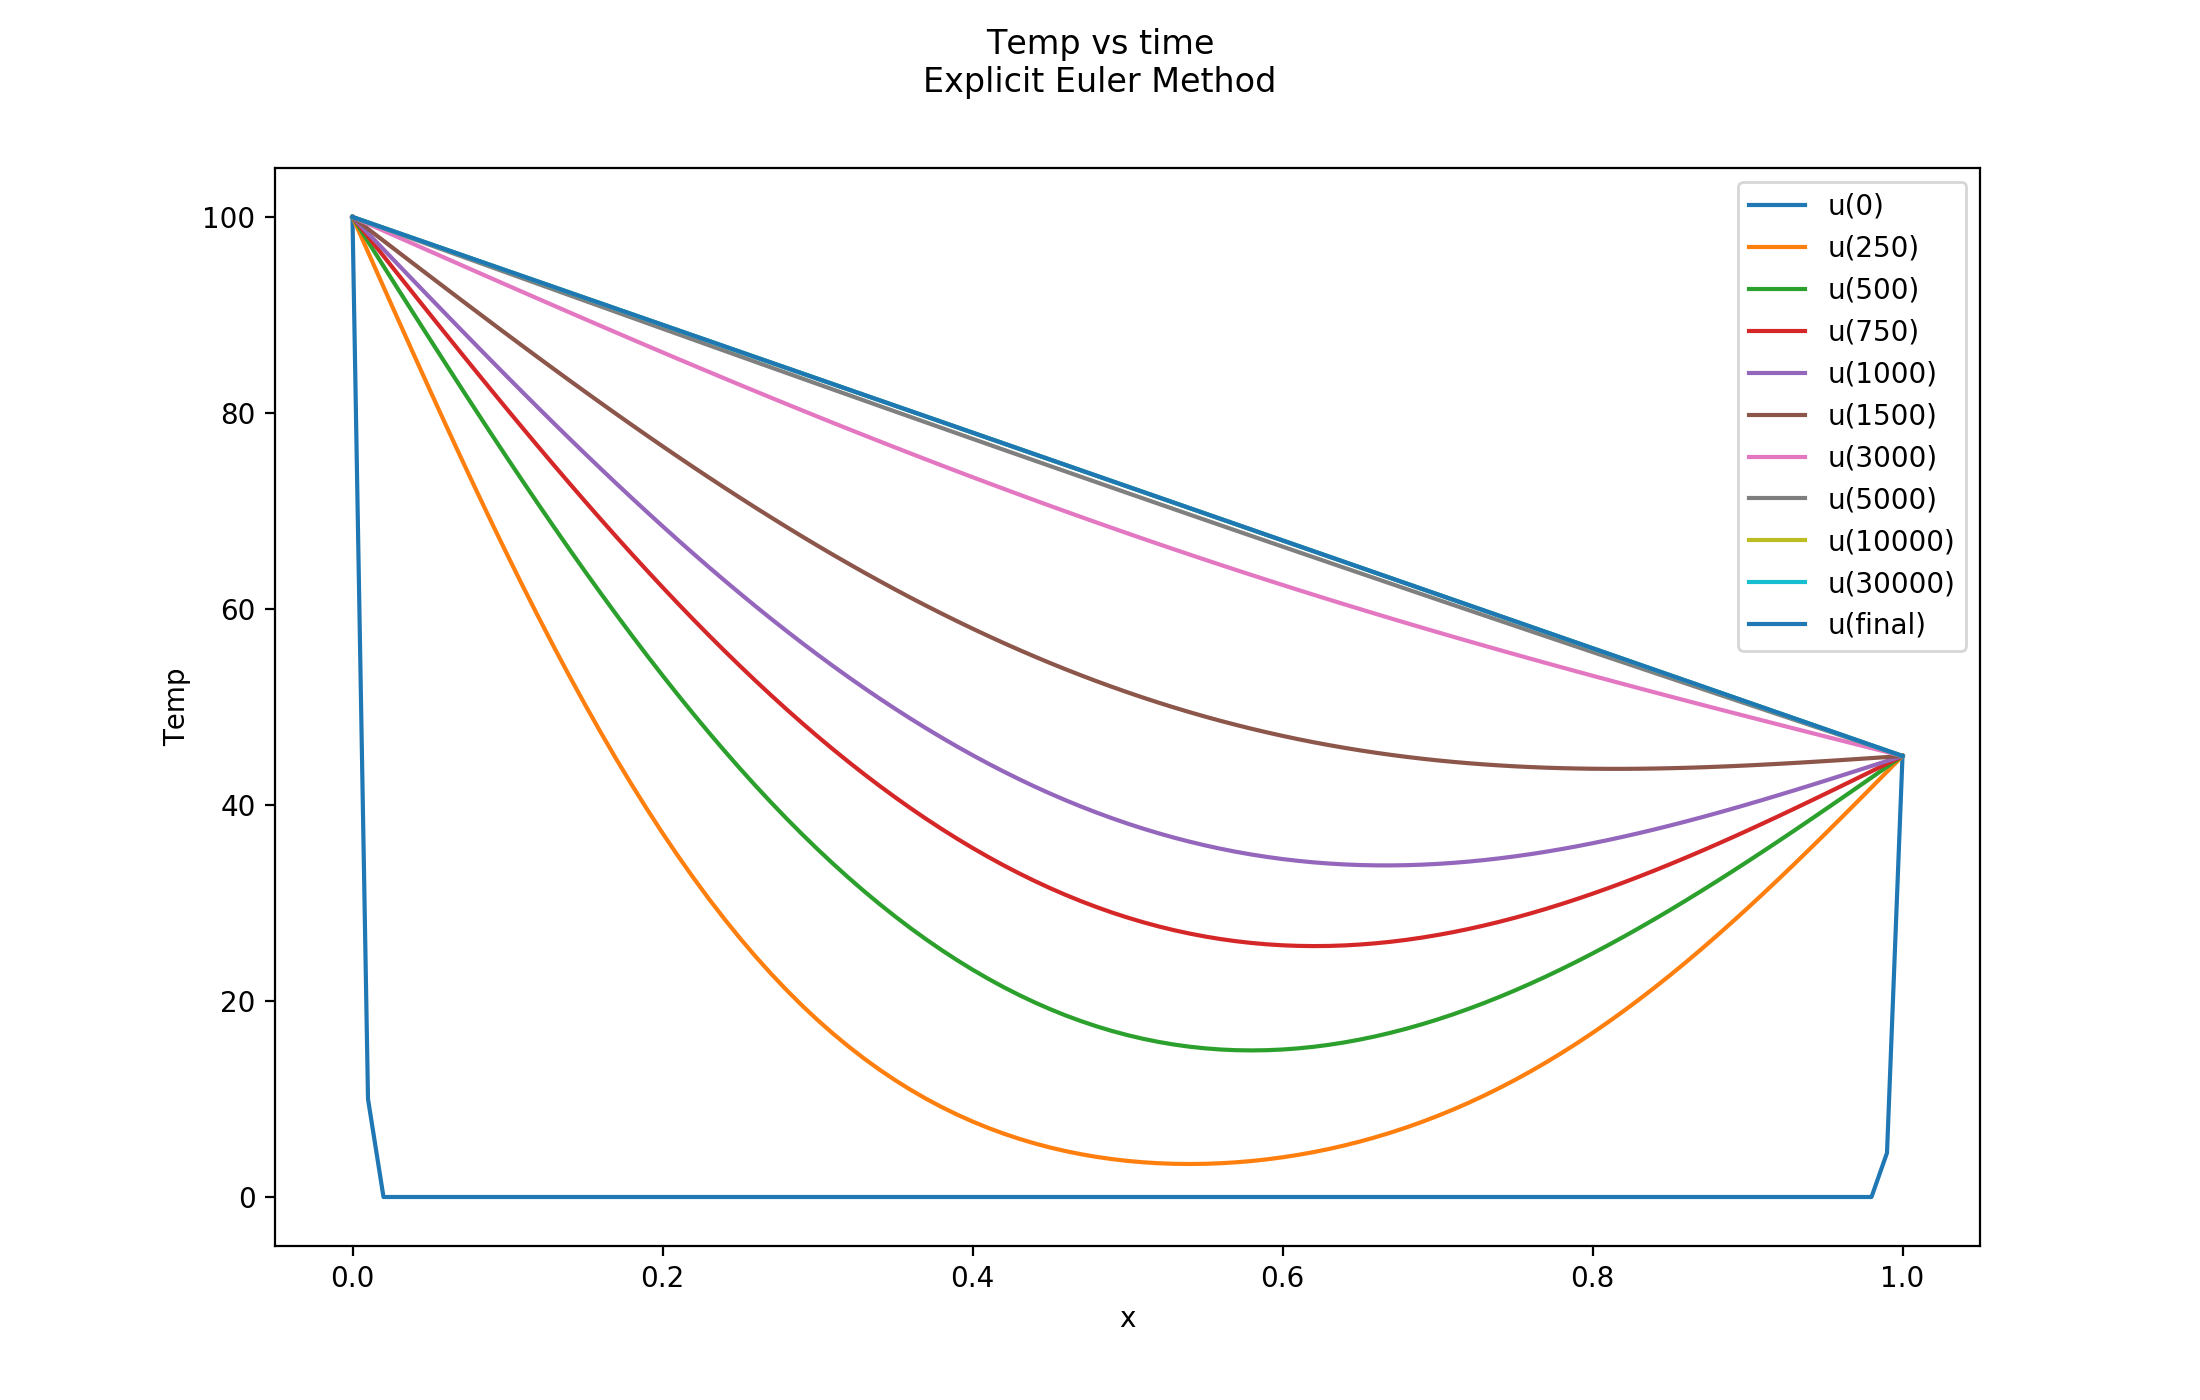 Temp vs time
Explicit Euler Method
100
80
60
40
20
0
Temp
0.0 0.2 0.4 0.6 0.8 1.0
x
u(0)
u(250)
u(500)
u(750)
u(1000)
u(1500)
u(3000)
u(5000)
u(10000)
u(30000)
u(final)